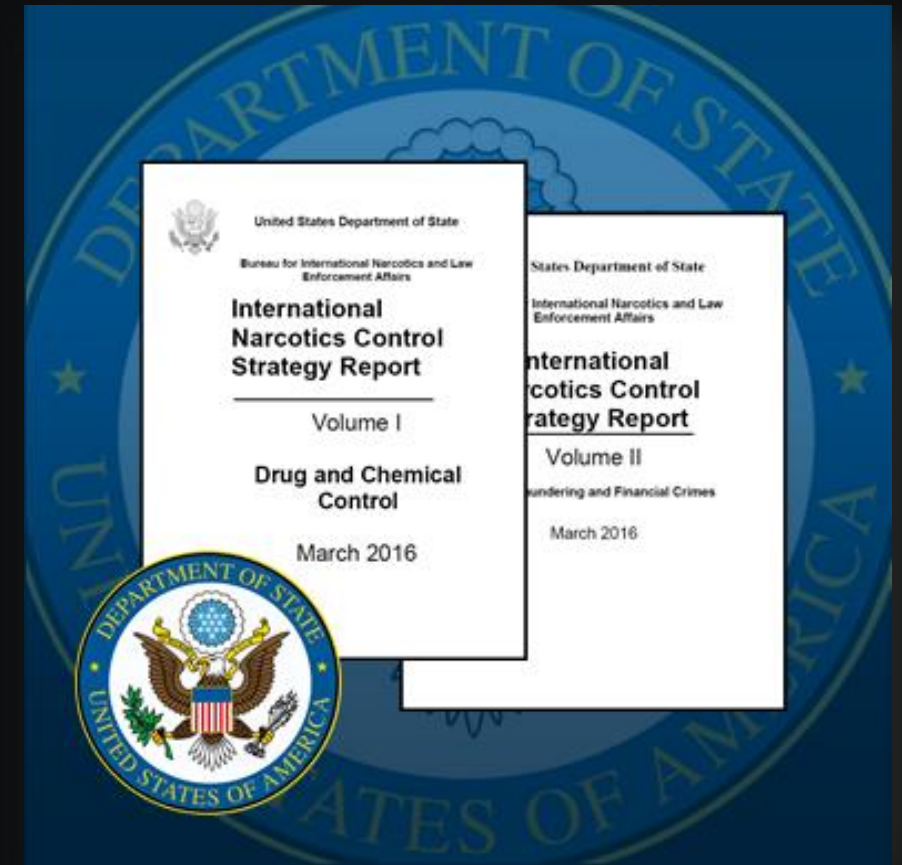 DEPARTMENT OF STATE
UNITED STATES OF AMERICA
United States Department of State
Bureau for International Narcotics and Law
Enforcement Affairs
International
Narcotics Control
Strategy Report
Volume I
Drug and Chemical
Control
March 2016
States Department of State
International Narcotics and Law
Enforcement Affairs
nternational
rcotics Control
rategy Report
Volume II
undering and Financial Crimes
March 2016
DEPARTMENT OF STATE
UNITED STATES OF AMERICA